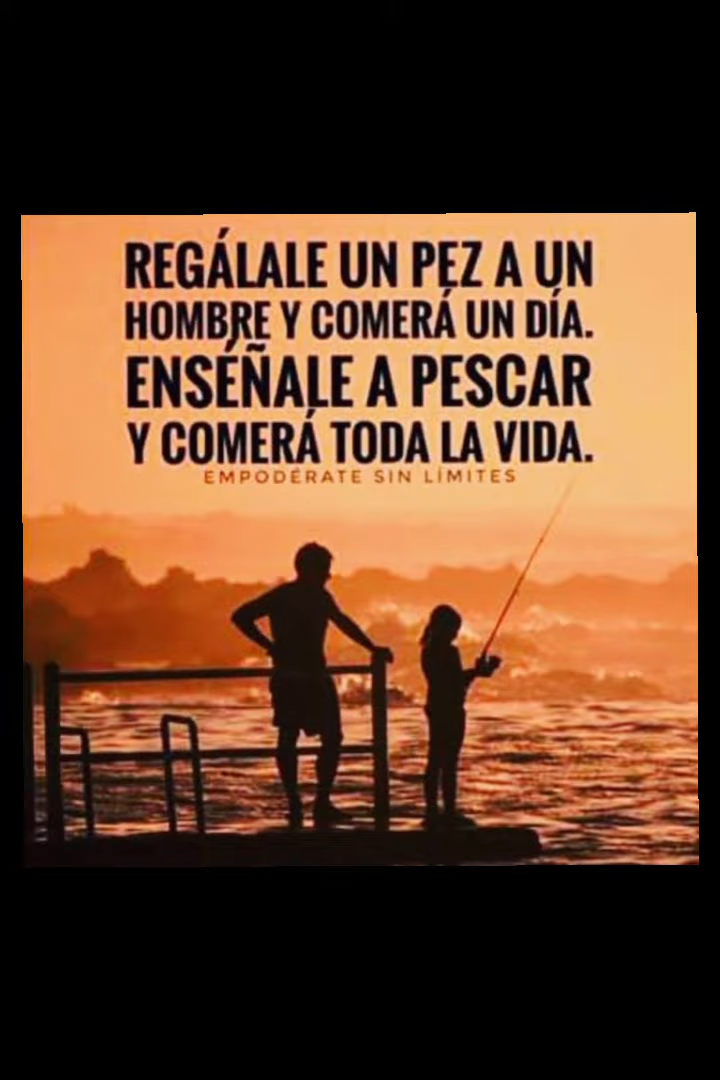 REGÁLALE UN PEZ A UN
HOMBRE Y COMERÁ UN DÍA.
ENSÉÑALE A PESCAR
Y COMERÁ TODA LA VIDA.
EMPODÉRATE SIN LÍMITES